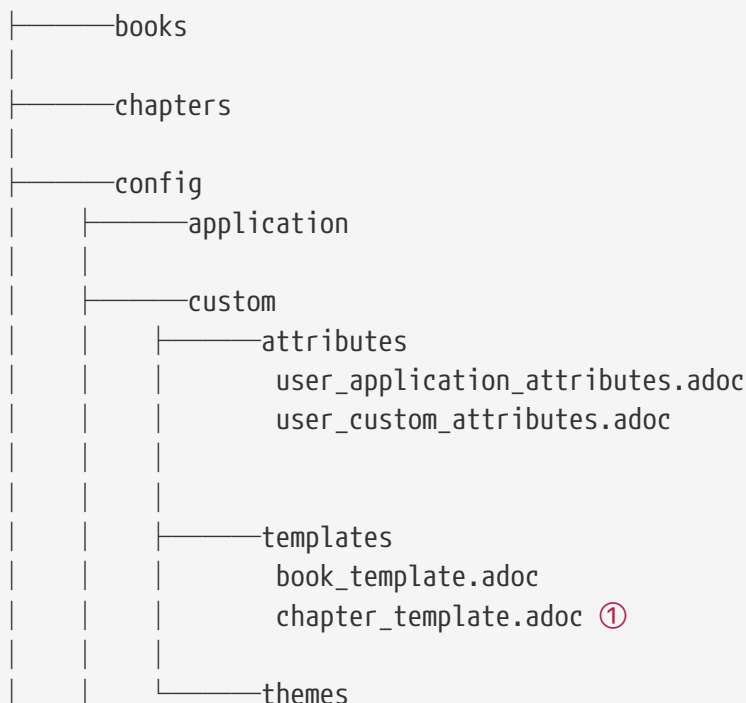 ├──────books
│
├──────chapters
│
├──────config
│    ├──────application
│    │
│    ├──────custom
│    │    ├──────attributes
│    │    │       user_application_attributes.adoc
│    │    │       user_custom_attributes.adoc
│    │    │
│    │    │
│    │    ├──────templates
│    │    │       book_template.adoc
│    │    │       chapter_template.adoc ①
│    │    │
│    │    └──────themes